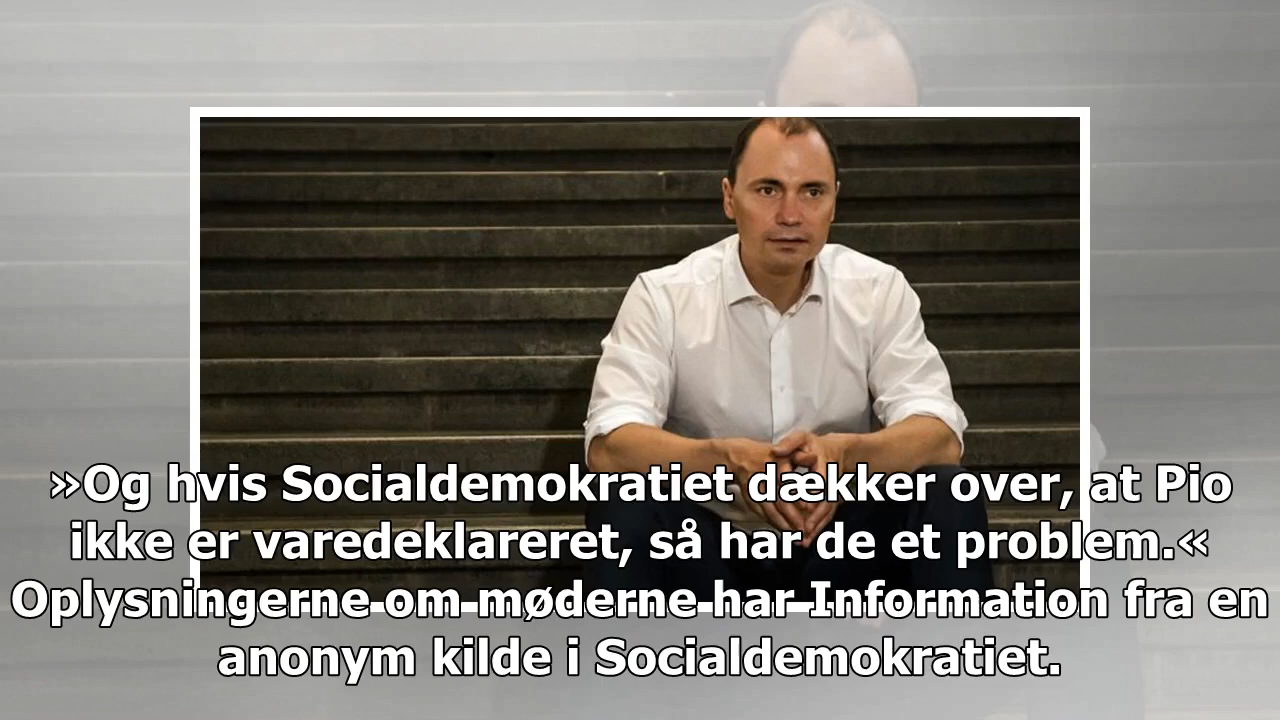 »Og hvis Socialdemokratiet dækker over, at Pio
ikke er varedeklareret, så har de et problem.«
Oplysningerne om møderne har Information fra en
anonym kilde i Socialdemokratiet.